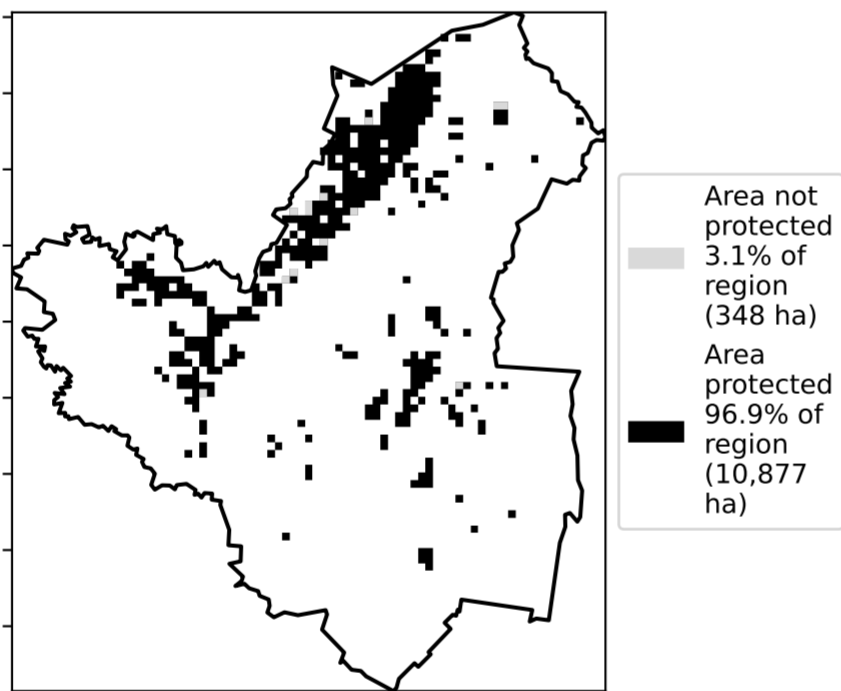 Area not
protected
3.1% of
region
(348 ha)
Area
protected
96.9% of
region
(10,877
ha)